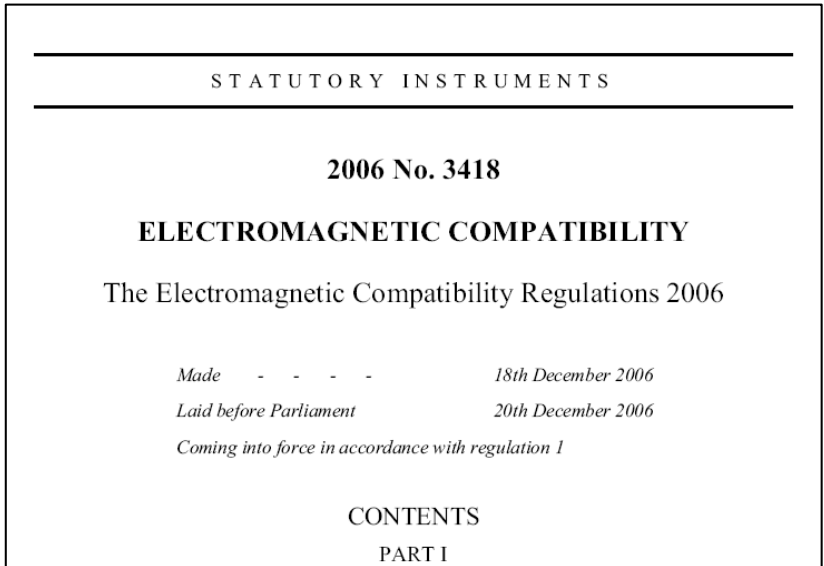 STATUTORY INSTRUMENTS
2006 No. 3418
ELECTROMAGNETIC COMPATIBILITY
The Electromagnetic Compatibility Regulations 2006
Made - - - - 18th December 2006
Laid before Parliament 20th December 2006
Coming into force in accordance with regulation 1
CONTENTS
PART I